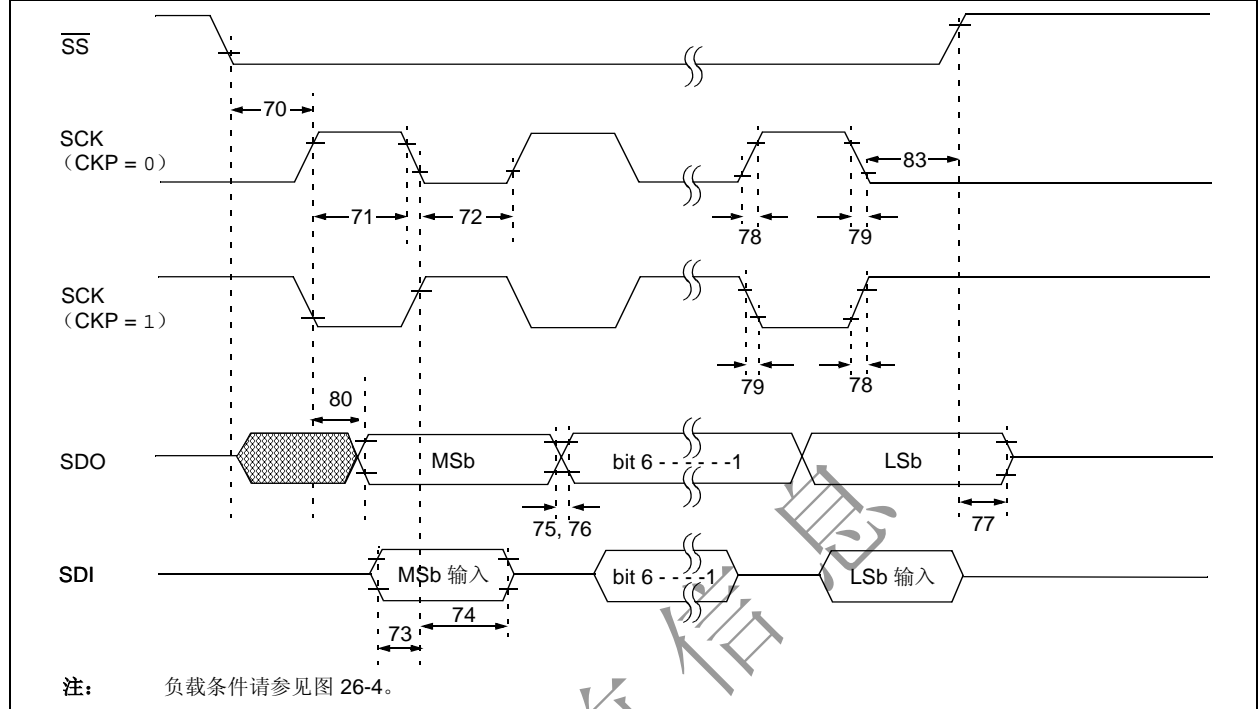 SS
70
SCK
（CKP = 0）
83
71
72
78
79
SCK
（CKP = 1）
79
78
80
SDO
MSb
bit 6 - - - - - - -1
LSb
75, 76
77
SDI
MSb 输入
bit 6 - - - - -1
LSb 输入
74
73
注： 负载条件请参见图 26-4。
信 息